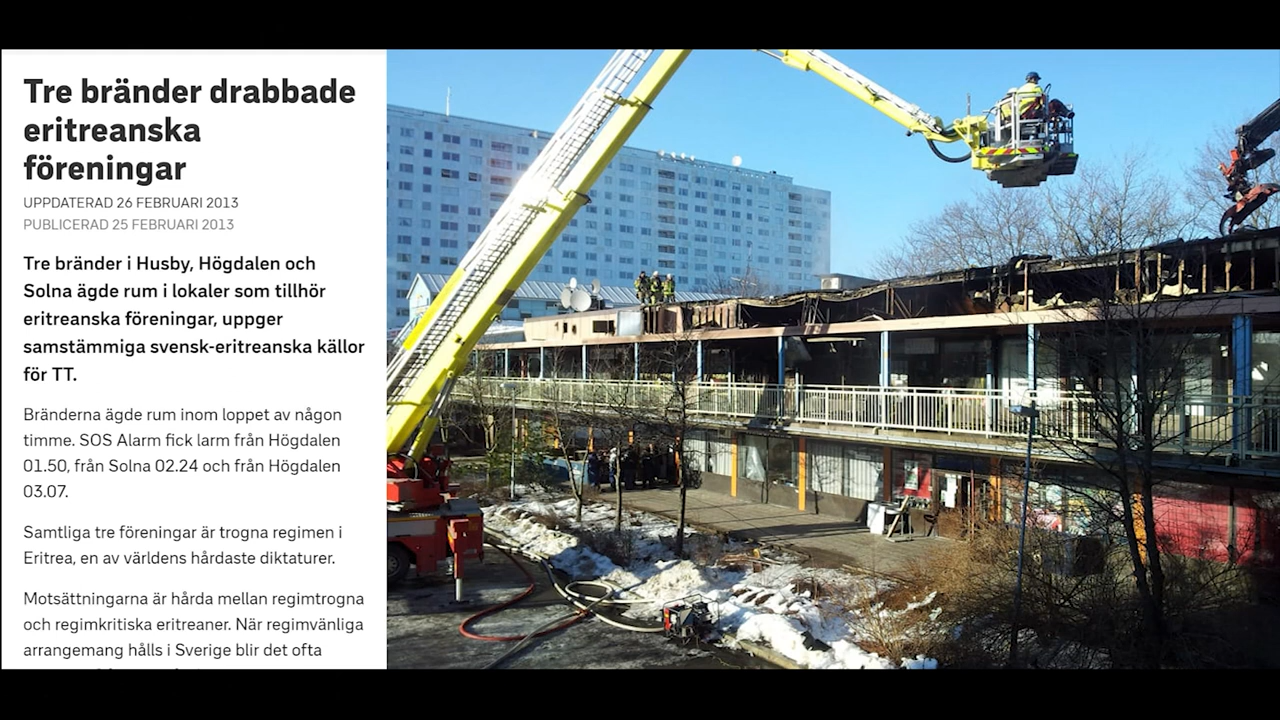 Tre bränder drabbade
eritreanska
föreningar
UPPDATERAD 26 FEBRUARI 2013
PUBLICERAD 25 FEBRUARI 2013
Tre bränder i Husby, Högdalen och
Solna ägde rum i lokaler som tillhör
eritreanska föreningar, uppger
samstämmiga svensk-eritreanska källor
för TT.
Bränderna ägde rum inom loppet av någon
timme. SOS Alarm fick larm från Högdalen
01.50, från Solna 02.24 och från Högdalen
03.07.
Samtliga tre föreningar är trogna regimen i
Eritrea, en av världens hårdaste diktaturer.
Motsättningarna är hårda mellan regimtrogna
och regimkritiska eritreaner. När regimvänliga
arrangemang hålls i Sverige blir det ofta